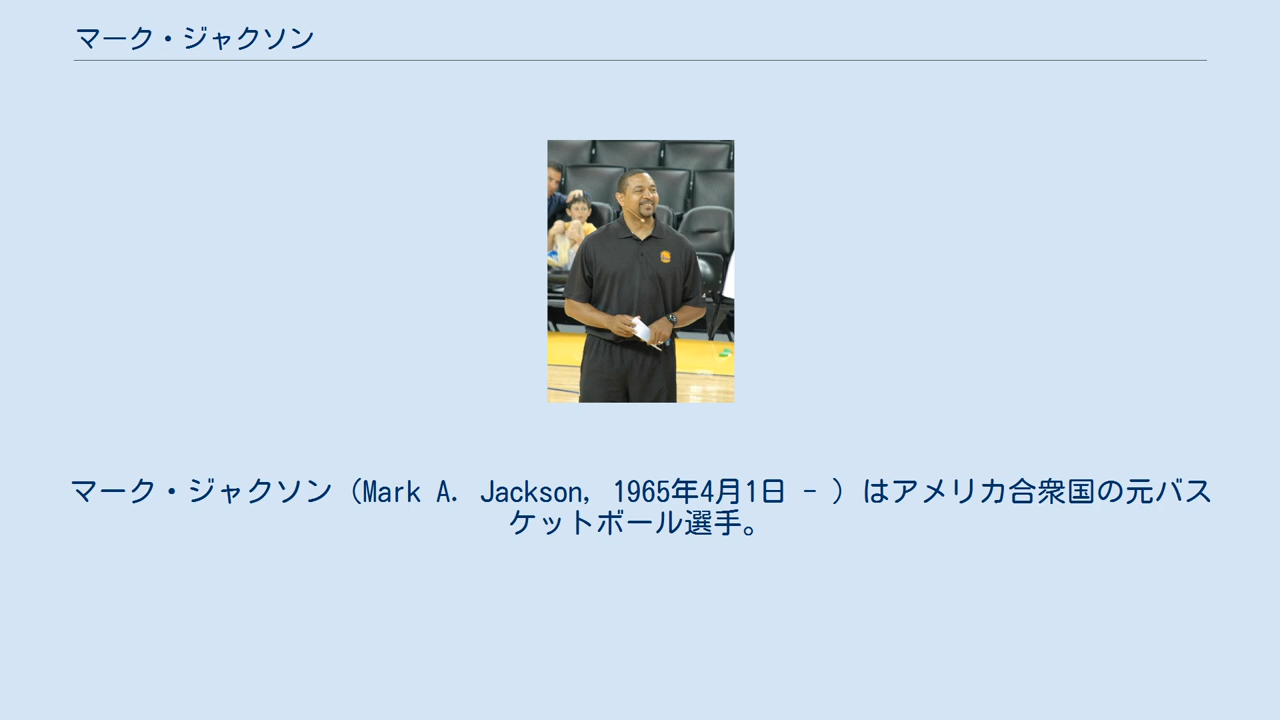 マーク・ジャクソン
マーク・ジャクソン（Mark A. Jackson, 1965年4月1日 - ）はアメリカ合衆国の元バス
ケットボール選手。